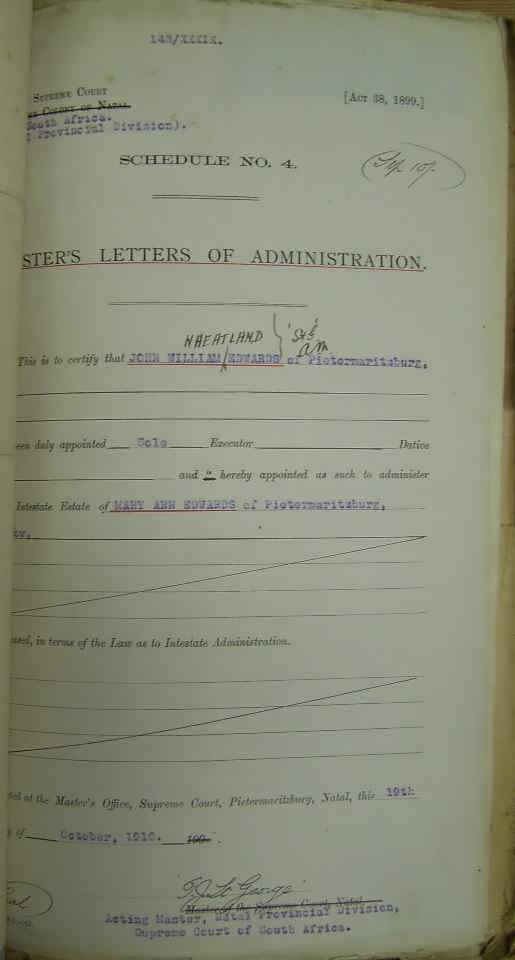 143/XXXIX.
SUPREME COURT
[ACT 38, 1899.]
COLONY OF NATAL.
South Africa.
(Provincial Division).
SCHEDULE NO. 4.
STER'S LETTERS OF ADMINISTRATION.
WHEATLAND
This is to certify that JOHN WILLIAM EDWARDS of Pietermaritzburg,
een duly appointed Sole Executor Dative
and is hereby appointed as such to administer
Intestate Estate of MARY ANN EDWARDS of Pietermaritzburg,
ased, in terms of the Law as to Intestate Administration.
ted at the Master's Office, Supreme Court, Pietermaritzburg, Natal, this 19th
of October, 1910. 190 .
Master of the Supreme Court, Natal.
Acting Master, Natal Provincial Division,
Supreme Court of South Africa.